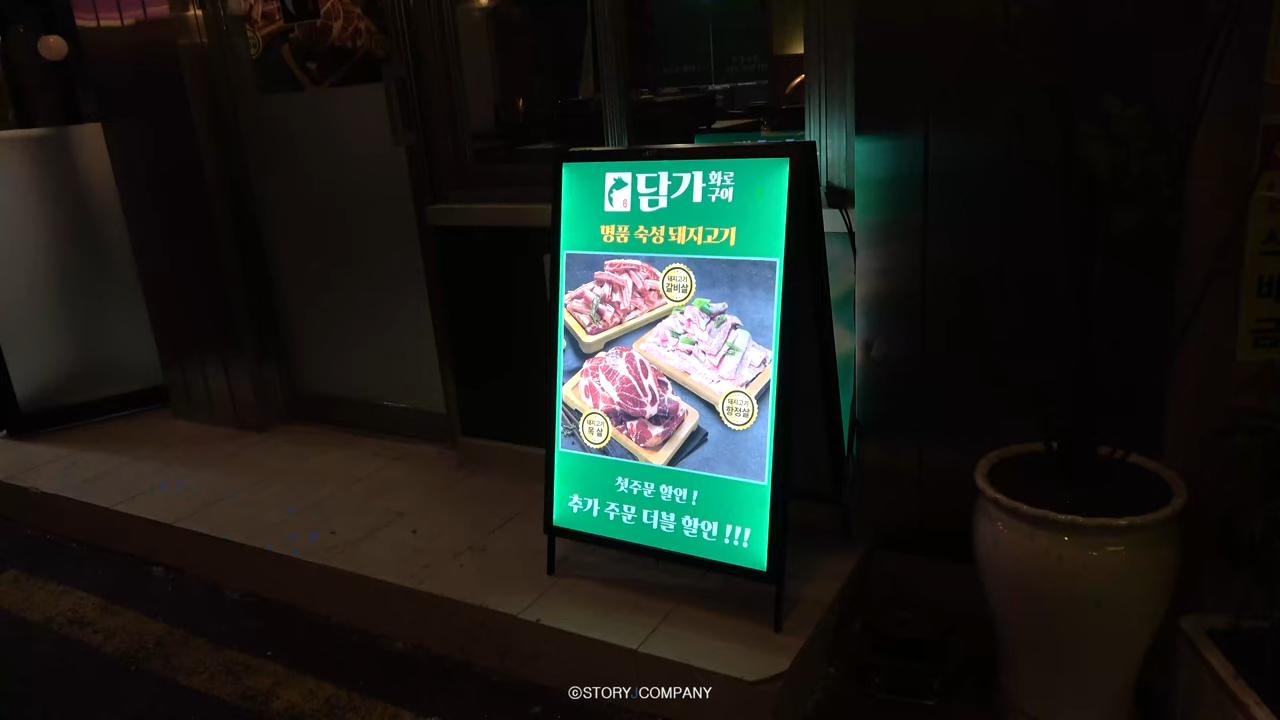 담가 화로
구이
명품 숙성 돼지고기
돼지고기
갈비살
돼지고기
항정살
돼지고기
목살
첫주문 할인 !
추가 주문 더블 할인 !!!
©STORYJCOMPANY